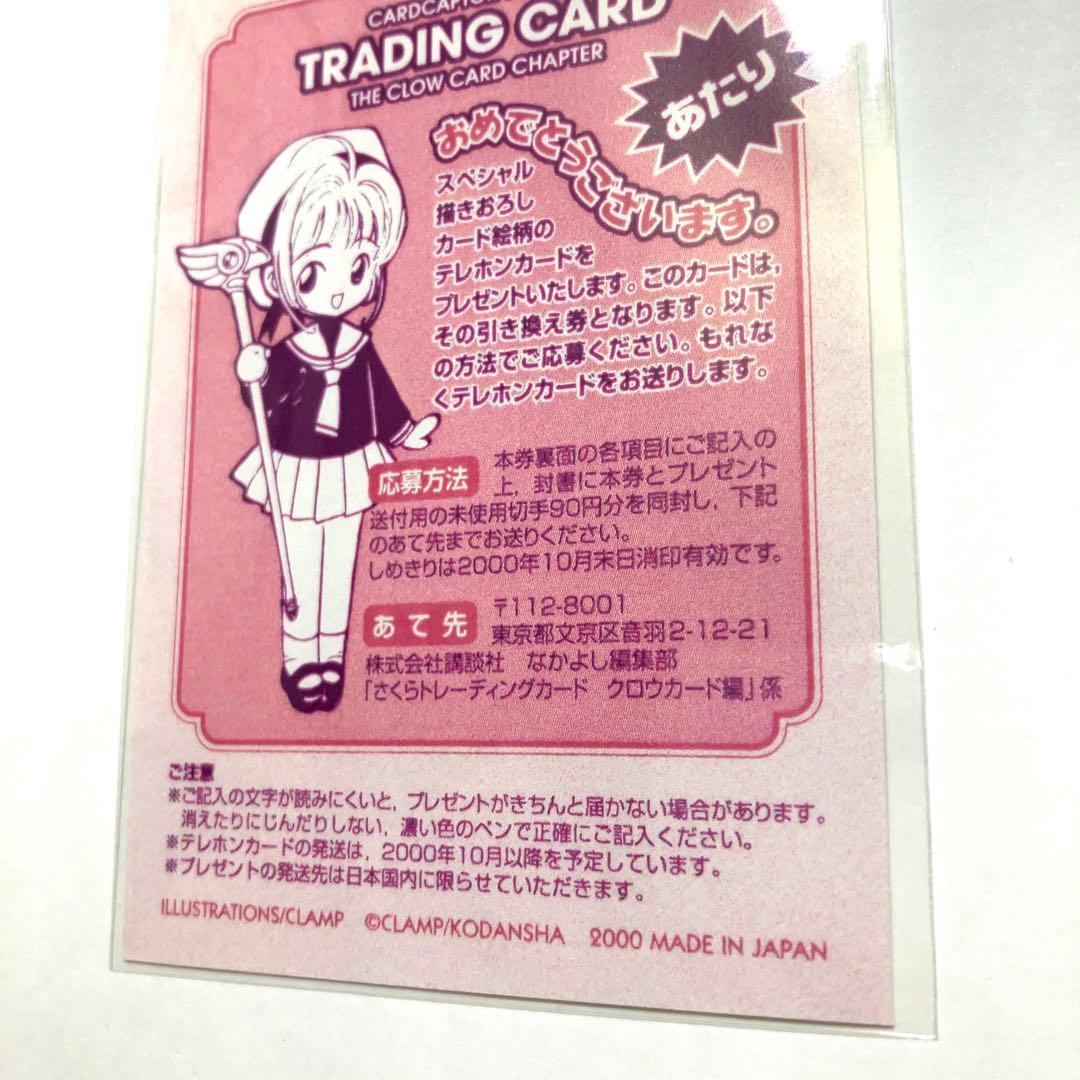 CARDCAPTOR
TRADING CARD
THE CLOW CARD CHAPTER
あたり
おめでとうございます。
スペシャル
描きおろし
カード絵柄の
テレホンカードを
プレゼントいたします。このカードは,
その引き換え券となります。以下
の方法でご応募ください。もれな
くテレホンカードをお送りします。
応募方法 本券裏面の各項目にご記入の
上,封書に本券とプレゼント
送付用の未使用切手90円分を同封し,下記
のあて先までお送りください。
しめきりは2000年10月末日消印有効です。
あて先 〒112-8001
東京都文京区音羽2-12-21
株式会社講談社 なかよし編集部
「さくらトレーディングカード クロウカード編」係
ご注意
※ご記入の文字が読みにくいと,プレゼントがきちんと届かない場合があります。
消えたりにじんだりしない,濃い色のペンで正確にご記入ください。
※テレホンカードの発送は,2000年10月以降を予定しています。
※プレゼントの発送先は日本国内に限らせていただきます。
ILLUSTRATIONS/CLAMP ©CLAMP/KODANSHA 2000 MADE IN JAPAN